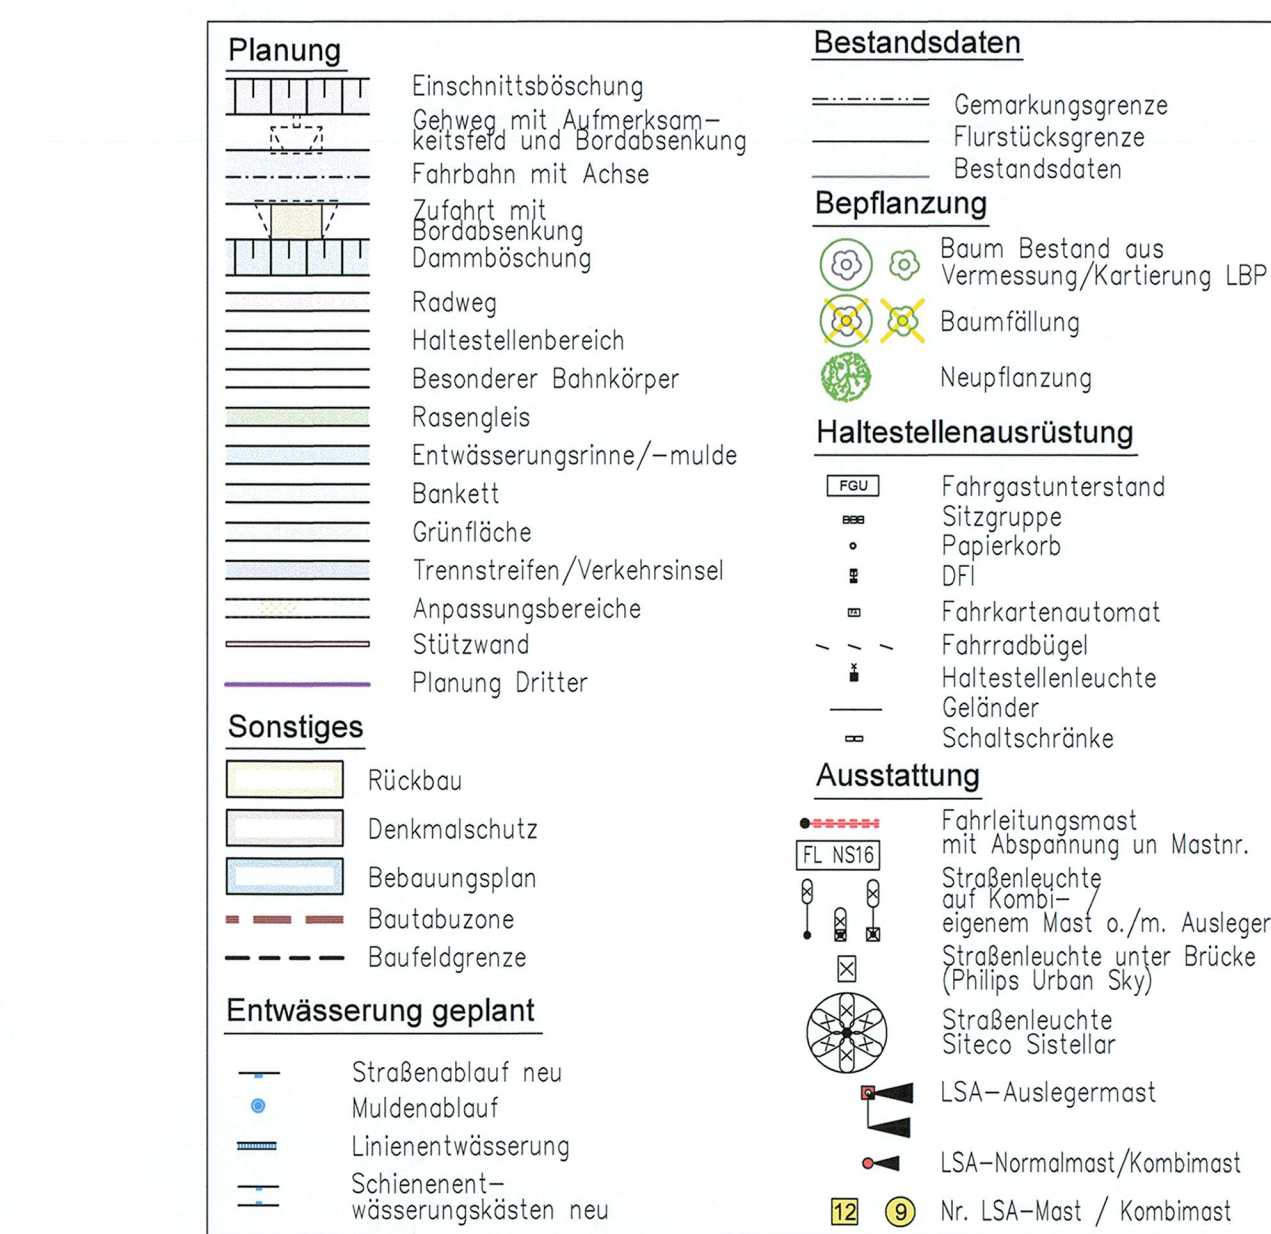 Planung
Einschnittsböschung
Gehweg mit Aufmerksam-
keitsfeld und Bordabsenkung
Fahrbahn mit Achse
Zufahrt mit
Bordabsenkung
Dammböschung
Radweg
Haltestellenbereich
Besonderer Bahnkörper
Rasengleis
Entwässerungsrinne/-mulde
Bankett
Grünfläche
Trennstreifen/Verkehrsinsel
Anpassungsbereiche
Stützwand
Planung Dritter
Sonstiges
Rückbau
Denkmalschutz
Bebauungsplan
Bautabuzone
Baufeldgrenze
Entwässerung geplant
Straßenablauf neu
Muldenablauf
Linienentwässerung
Schienenent-
wässerungskästen neu
Bestandsdaten
Gemarkungsgrenze
Flurstücksgrenze
Bestandsdaten
Bepflanzung
Baum Bestand aus
Vermessung/Kartierung LBP
Baumfällung
Neupflanzung
Haltestellenausrüstung
FGU Fahrgastunterstand
Sitzgruppe
Papierkorb
DFI
FA Fahrkartenautomat
Fahrradbügel
Haltestellenleuchte
Geländer
Schaltschränke
Ausstattung
Fahrleitungsmast
mit Abspannung un Mastnr.
FL NS16
Straßenleuchte
auf Kombi- /
eigenem Mast o./m. Ausleger
Straßenleuchte unter Brücke
(Philips Urban Sky)
Straßenleuchte
Siteco Sistellar
LSA-Auslegermast
LSA-Normalmast/Kombimast
12 9 Nr. LSA-Mast / Kombimast